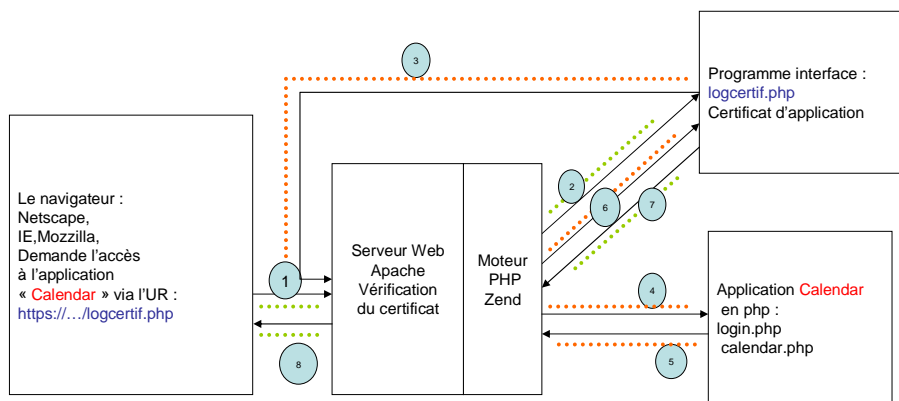 3
Programme interface :
logcertif.php
Certificat d'application
Le navigateur :
Netscape,
IE,Mozzilla,
Demande l'accès
à l'application
« Calendar » via l'UR :
https://…/logcertif.php
1
8
Serveur Web
Apache
Vérification
du certificat
Moteur
PHP
Zend
2
6
7
4
5
Application Calendar
en php :
login.php
calendar.php